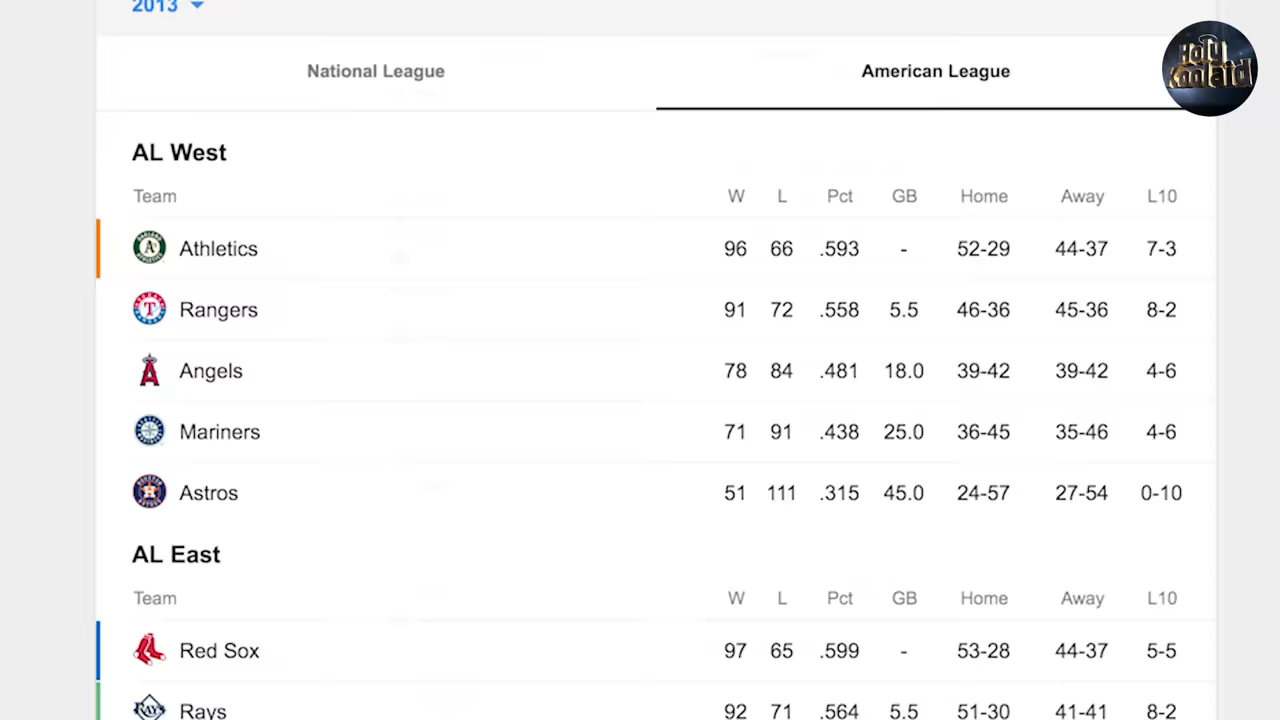 2013
National League American League
Holy Koolaid
AL West
Team W L Pct GB Home Away L10
Athletics 96 66 .593 - 52-29 44-37 7-3
Rangers 91 72 .558 5.5 46-36 45-36 8-2
Angels 78 84 .481 18.0 39-42 39-42 4-6
Mariners 71 91 .438 25.0 36-45 35-46 4-6
Astros 51 111 .315 45.0 24-57 27-54 0-10
AL East
Team W L Pct GB Home Away L10
Red Sox 97 65 .599 - 53-28 44-37 5-5
Rays 92 71 .564 5.5 51-30 41-41 8-2